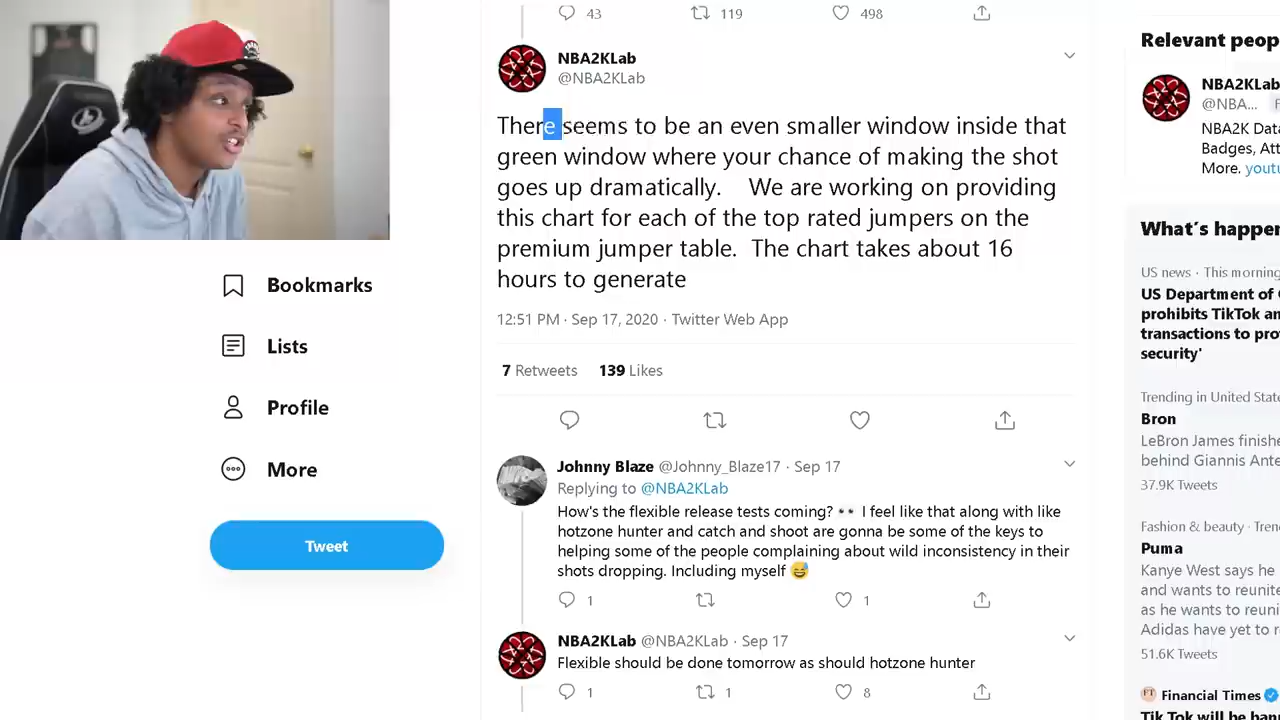 43 119 498
NBA2KLab
@NBA2KLab
There seems to be an even smaller window inside that
green window where your chance of making the shot
goes up dramatically. We are working on providing
this chart for each of the top rated jumpers on the
premium jumper table. The chart takes about 16
hours to generate
12:51 PM · Sep 17, 2020 · Twitter Web App
7 Retweets 139 Likes
Johnny Blaze @Johnny_Blaze17 · Sep 17
Replying to @NBA2KLab
How's the flexible release tests coming? 👀 I feel like that along with like
hotzone hunter and catch and shoot are gonna be some of the keys to
helping some of the people complaining about wild inconsistency in their
shots dropping. Including myself 😅
1 1
NBA2KLab @NBA2KLab · Sep 17
Flexible should be done tomorrow as should hotzone hunter
1 1 8
Bookmarks
Lists
Profile
More
Tweet
Relevant peop
NBA2KLab
@NBA... F
NBA2K Data
Badges, Att
More. yout
What's happer
US news · This morning
US Department of
prohibits TikTok an
transactions to pro
security'
Trending in United State
Bron
LeBron James finishe
behind Giannis Ante
37.9K Tweets
Fashion & beauty · Tren
Puma
Kanye West says he
and wants to reunite
as he wants to reuni
Adidas have yet to r
51.6K Tweets
Financial Times
Tik Tok will be ban